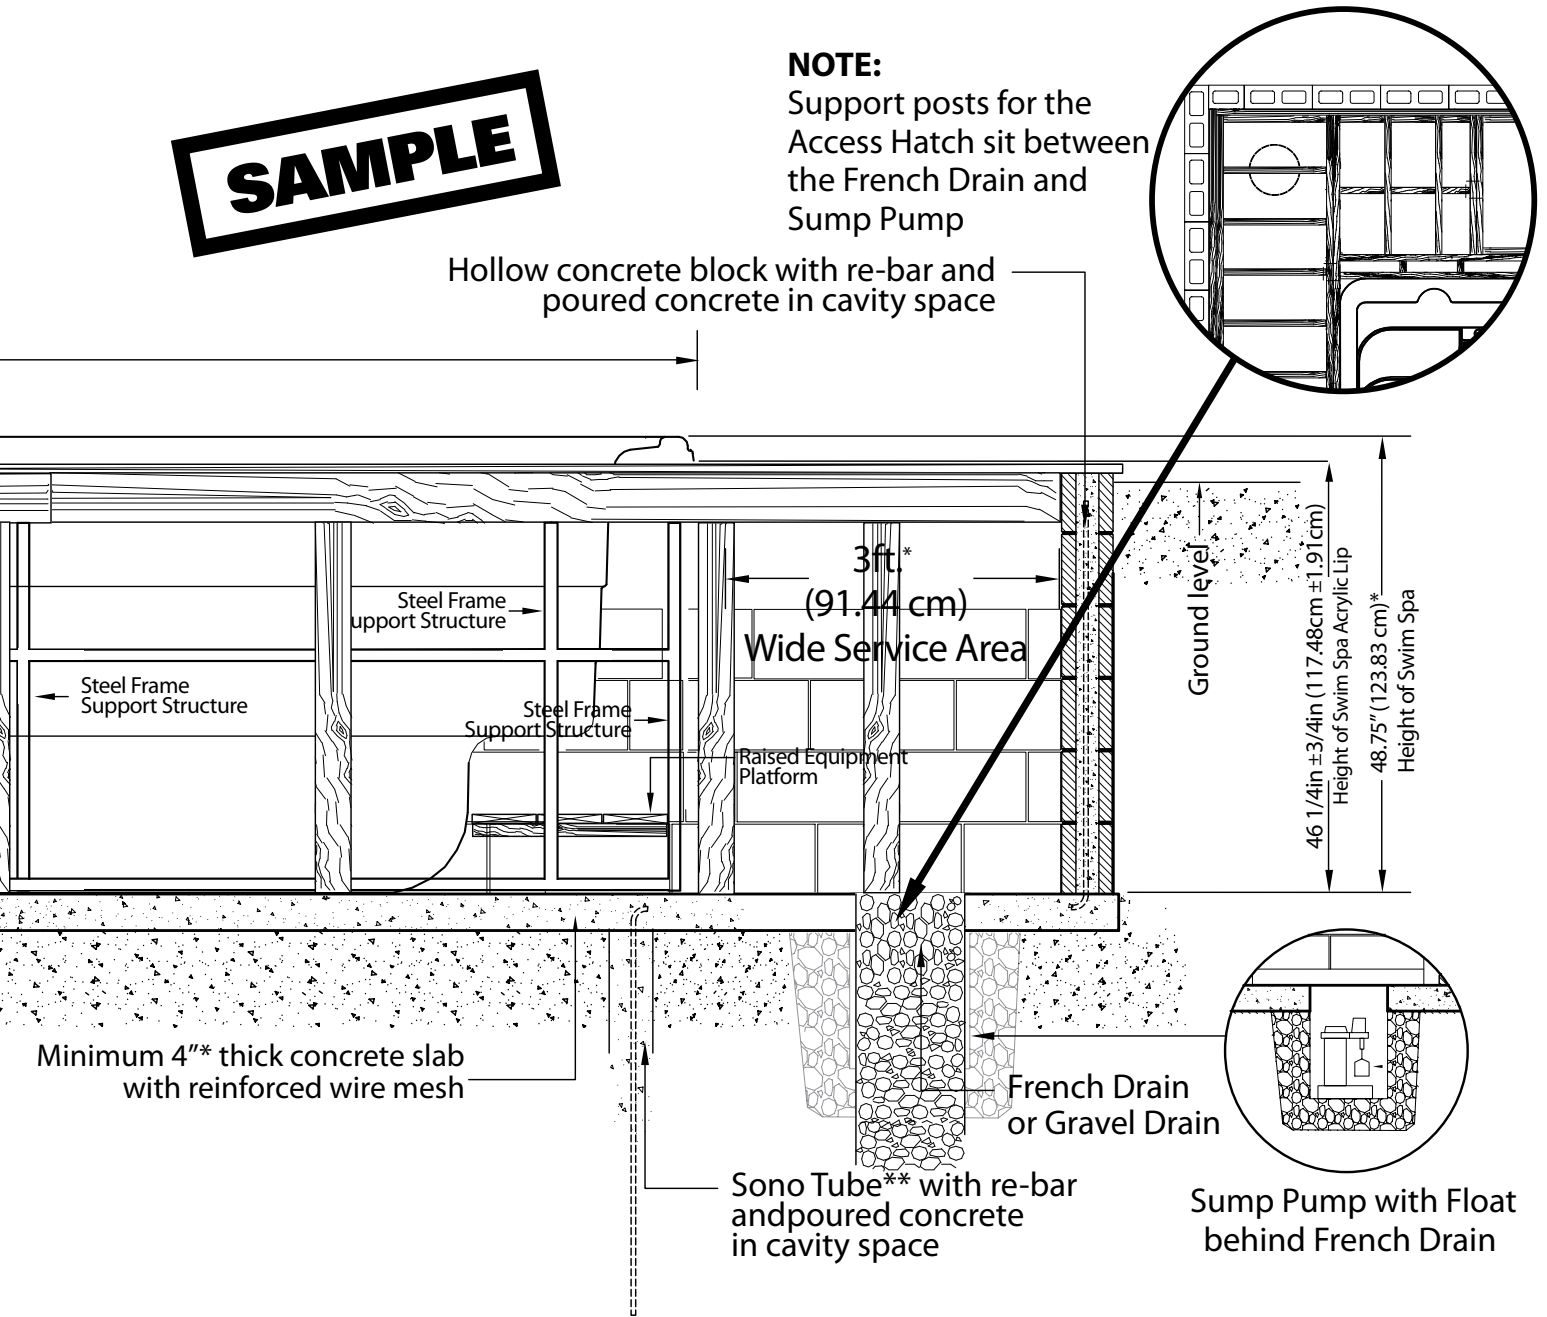 SAMPLE
NOTE:
Support posts for the
Access Hatch sit between
the French Drain and
Sump Pump
Hollow concrete block with re-bar and
poured concrete in cavity space
3ft.*
(91.44 cm)
Wide Service Area
Steel Frame
upport Structure
Steel Frame
Support Structure
Steel Frame
Support Structure
Raised Equipment
Platform
Ground level
46 1/4in ±3/4in (117.48cm ±1.91cm)
Height of Swim Spa Acrylic Lip
48.75” (123.83 cm)*
Height of Swim Spa
Minimum 4”* thick concrete slab
with reinforced wire mesh
French Drain
or Gravel Drain
Sono Tube** with re-bar
andpoured concrete
in cavity space
Sump Pump with Float
behind French Drain